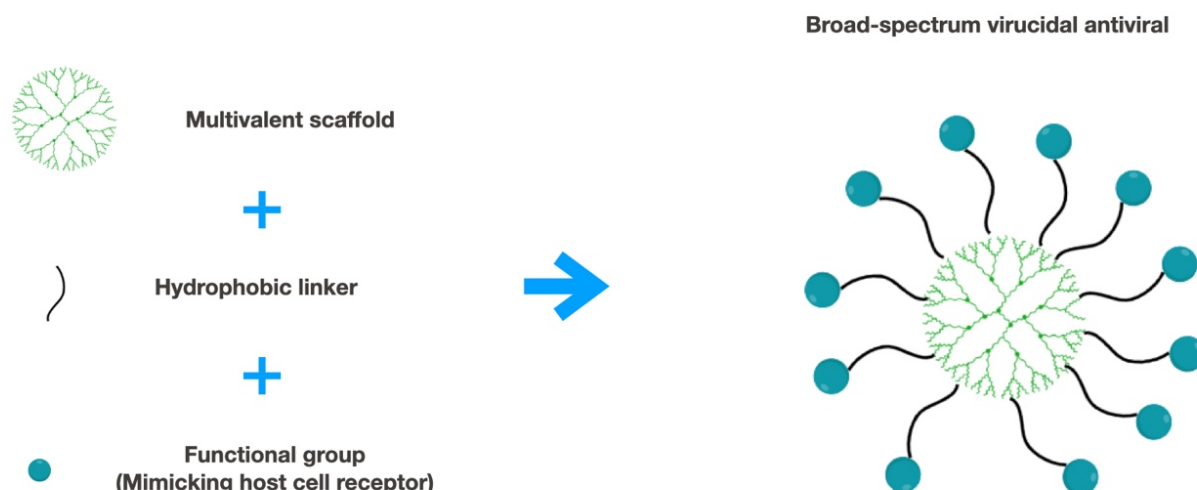 Broad-spectrum virucidal antiviral
Multivalent scaffold
+
Hydrophobic linker
+
Functional group
(Mimicking host cell receptor)